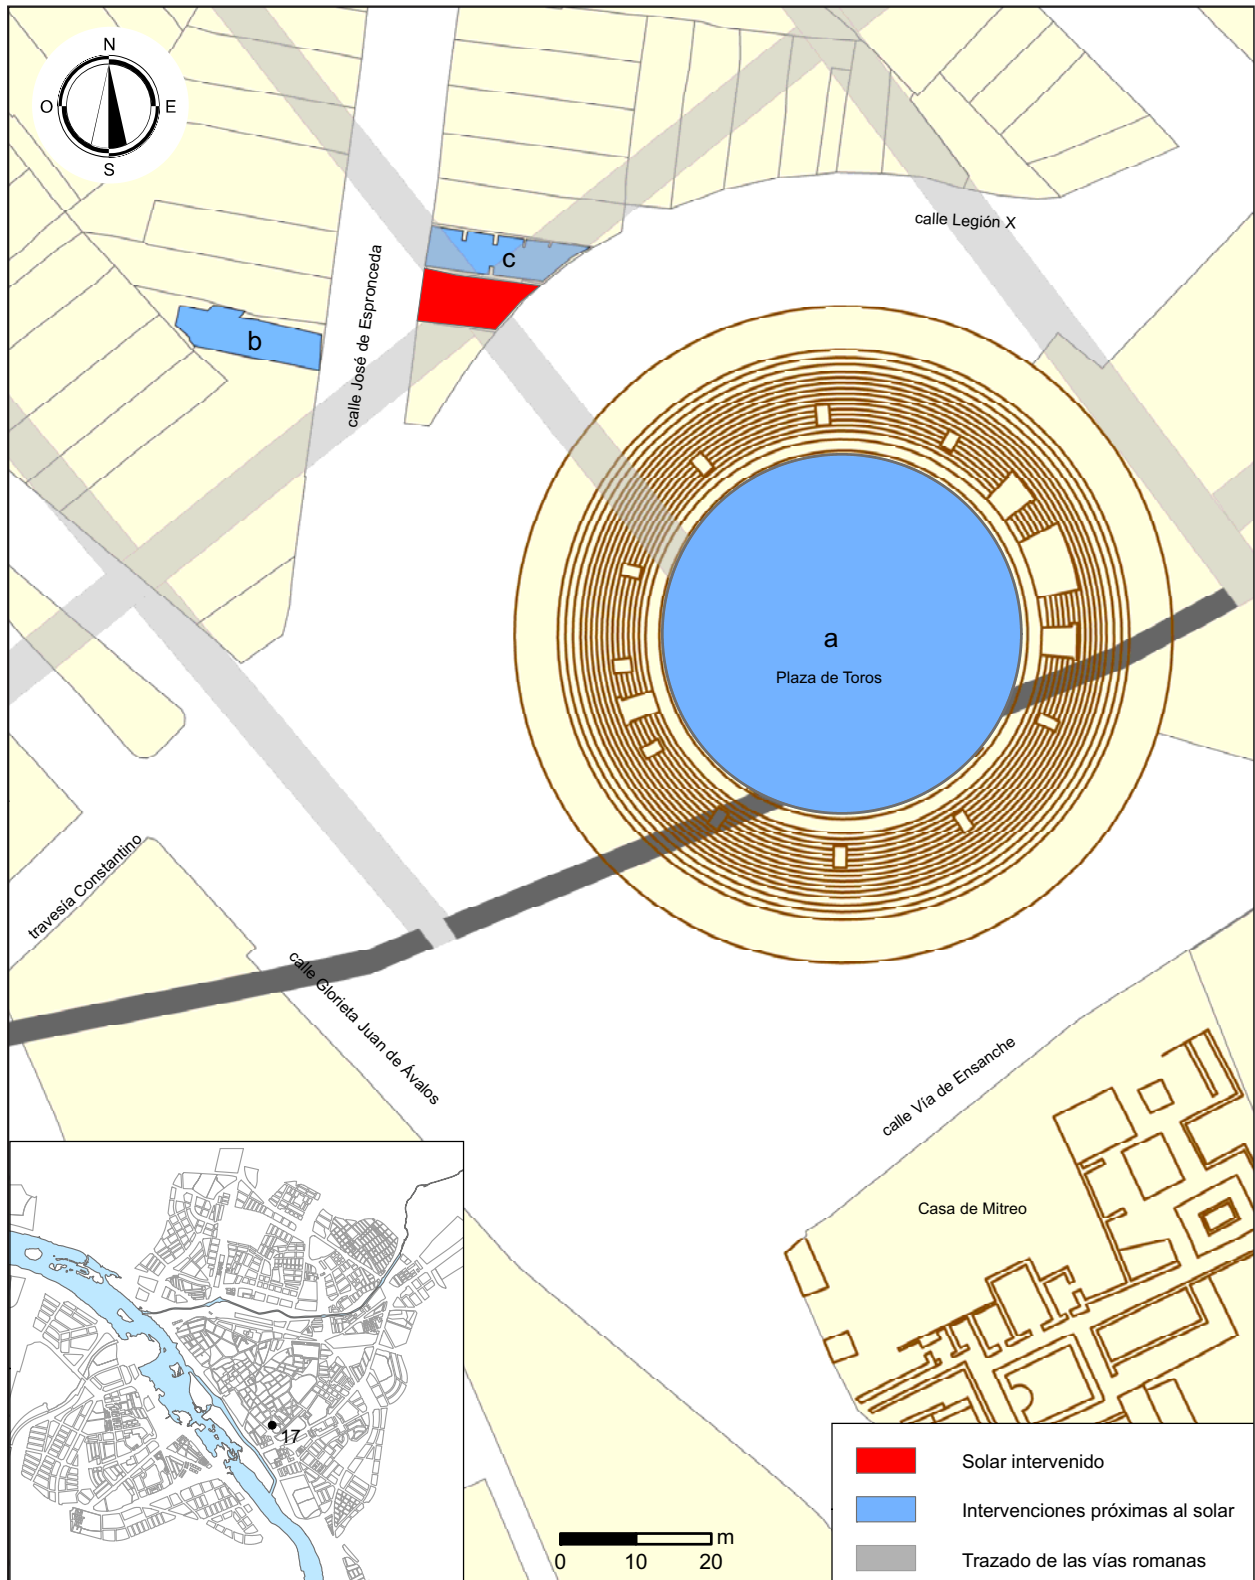 N
O
E
S
calle Legión X
c
b
calle José de Espronceda
a
Plaza de Toros
travesía Constantino
calle Glorieta Juan de Ávalos
calle Vía de Ensanche
Casa de Mitreo
17
m
0 10 20
Solar intervenido
Intervenciones próximas al solar
Trazado de las vías romanas